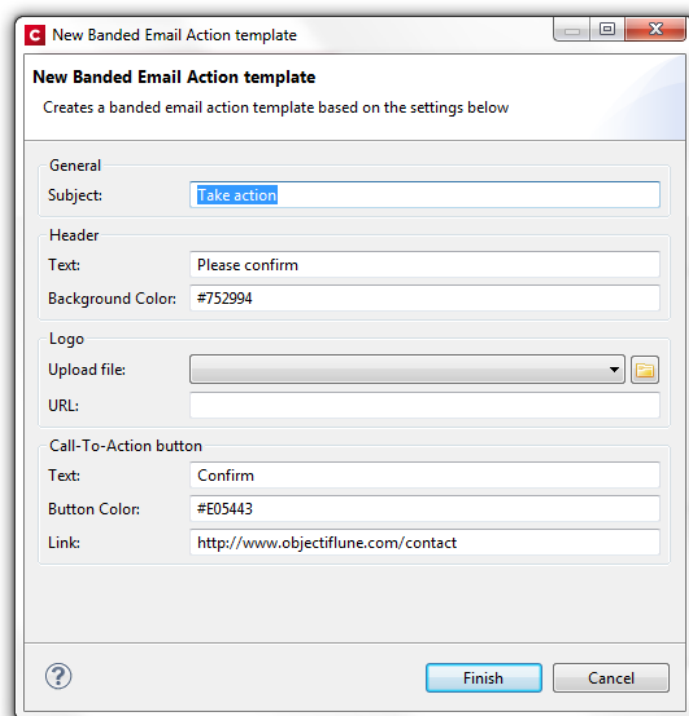 C New Banded Email Action template
New Banded Email Action template
Creates a banded email action template based on the settings below
General
Subject: Take action
Header
Text: Please confirm
Background Color: #752994
Logo
Upload file:
URL:
Call-To-Action button
Text: Confirm
Button Color: #E05443
Link: http://www.objectiflune.com/contact
? Finish Cancel